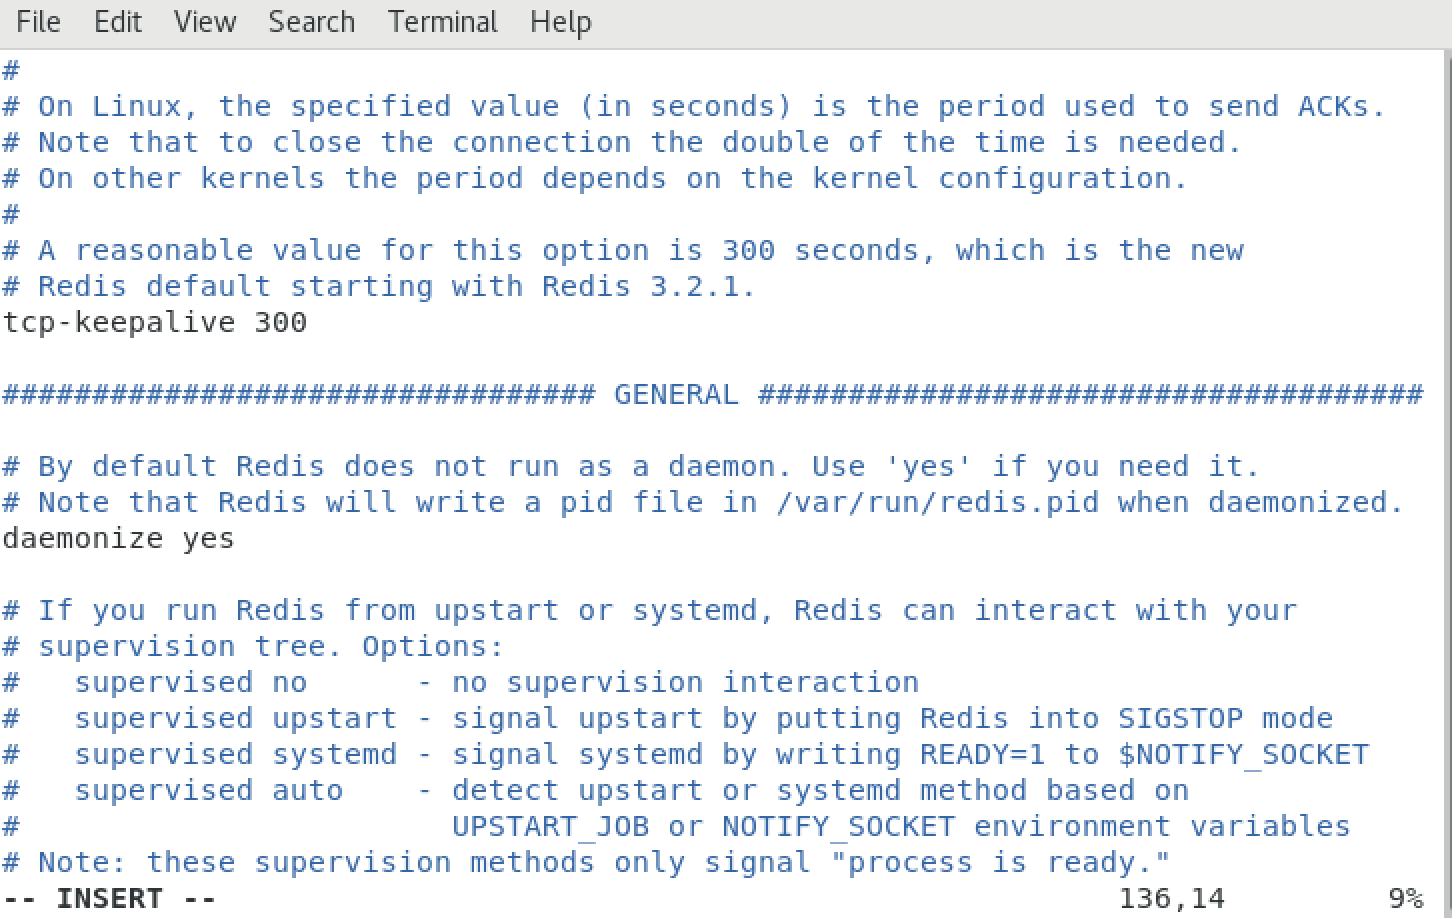 File Edit View Search Terminal Help
#
# On Linux, the specified value (in seconds) is the period used to send ACKs.
# Note that to close the connection the double of the time is needed.
# On other kernels the period depends on the kernel configuration.
#
# A reasonable value for this option is 300 seconds, which is the new
# Redis default starting with Redis 3.2.1.
tcp-keepalive 300
################################# GENERAL #####################################
# By default Redis does not run as a daemon. Use 'yes' if you need it.
# Note that Redis will write a pid file in /var/run/redis.pid when daemonized.
daemonize yes
# If you run Redis from upstart or systemd, Redis can interact with your
# supervision tree. Options:
#   supervised no      - no supervision interaction
#   supervised upstart - signal upstart by putting Redis into SIGSTOP mode
#   supervised systemd - signal systemd by writing READY=1 to $NOTIFY_SOCKET
#   supervised auto    - detect upstart or systemd method based on
#                        UPSTART_JOB or NOTIFY_SOCKET environment variables
# Note: these supervision methods only signal "process is ready."
-- INSERT -- 136,14 9%